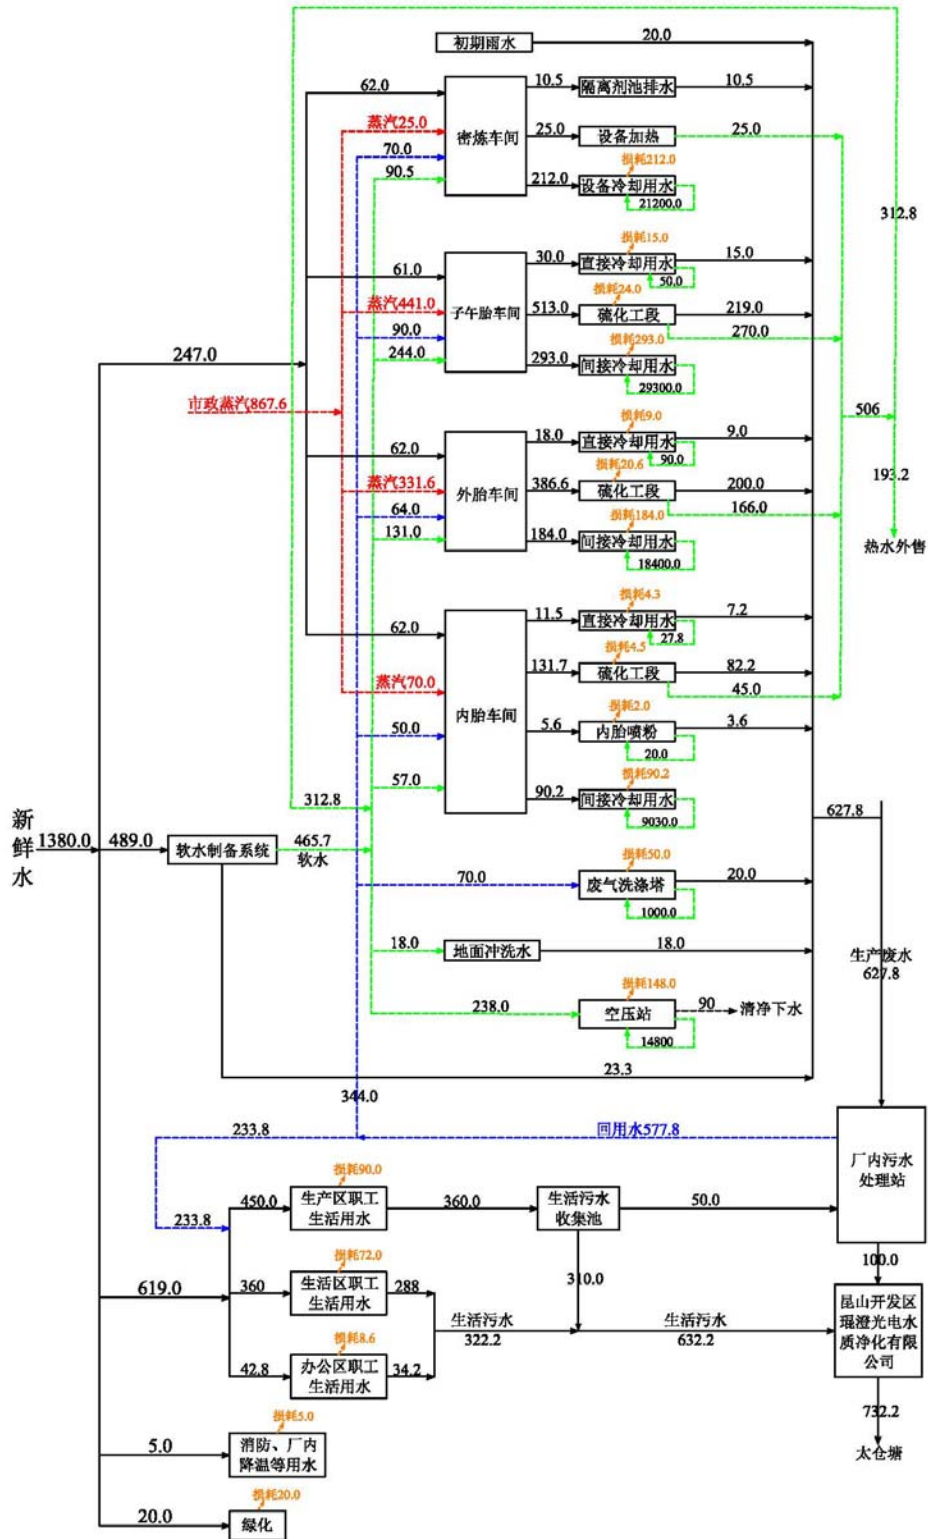 初期雨水
20.0
62.0
10.5
隔离剂池排水
10.5
蒸汽25.0
密炼车间
25.0
设备加热
25.0
70.0
损耗212.0
90.5
212.0
设备冷却用水
21200.0
312.8
损耗15.0
61.0
30.0
直接冷却用水
15.0
50.0
损耗24.0
蒸汽441.0
子午胎车间
513.0
硫化工段
219.0
90.0
270.0
247.0
损耗293.0
244.0
293.0
间接冷却用水
29300.0
市政蒸汽867.6
506
损耗9.0
62.0
18.0
直接冷却用水
9.0
90.0
损耗20.6
193.2
蒸汽331.6
外胎车间
386.6
硫化工段
200.0
64.0
166.0
损耗184.0
131.0
184.0
间接冷却用水
热水外售
18400.0
损耗4.3
62.0
11.5
直接冷却用水
7.2
27.8
损耗4.5
蒸汽70.0
131.7
硫化工段
82.2
45.0
内胎车间
损耗2.0
50.0
5.6
内胎喷粉
3.6
20.0
57.0
损耗90.2
312.8
90.2
间接冷却用水
9030.0
627.8
新鲜水
1380.0
489.0
软水制备系统
465.7
软水
损耗50.0
70.0
废气洗涤塔
20.0
1000.0
18.0
地面冲洗水
18.0
生产废水
627.8
损耗148.0
238.0
空压站
90
清净下水
14800
23.3
344.0
233.8
回用水577.8
厂内污水
处理站
损耗90.0
450.0
生产区职工
生活用水
360.0
生活污水
收集池
50.0
233.8
损耗72.0
100.0
619.0
360
生活区职工
生活用水
288
310.0
昆山开发区
琨澄光电水
质净化有限
公司
生活污水
322.2
生活污水
632.2
损耗8.6
42.8
办公区职工
生活用水
34.2
732.2
损耗5.0
5.0
消防、厂内
降温等用水
太仓塘
损耗20.0
20.0
绿化